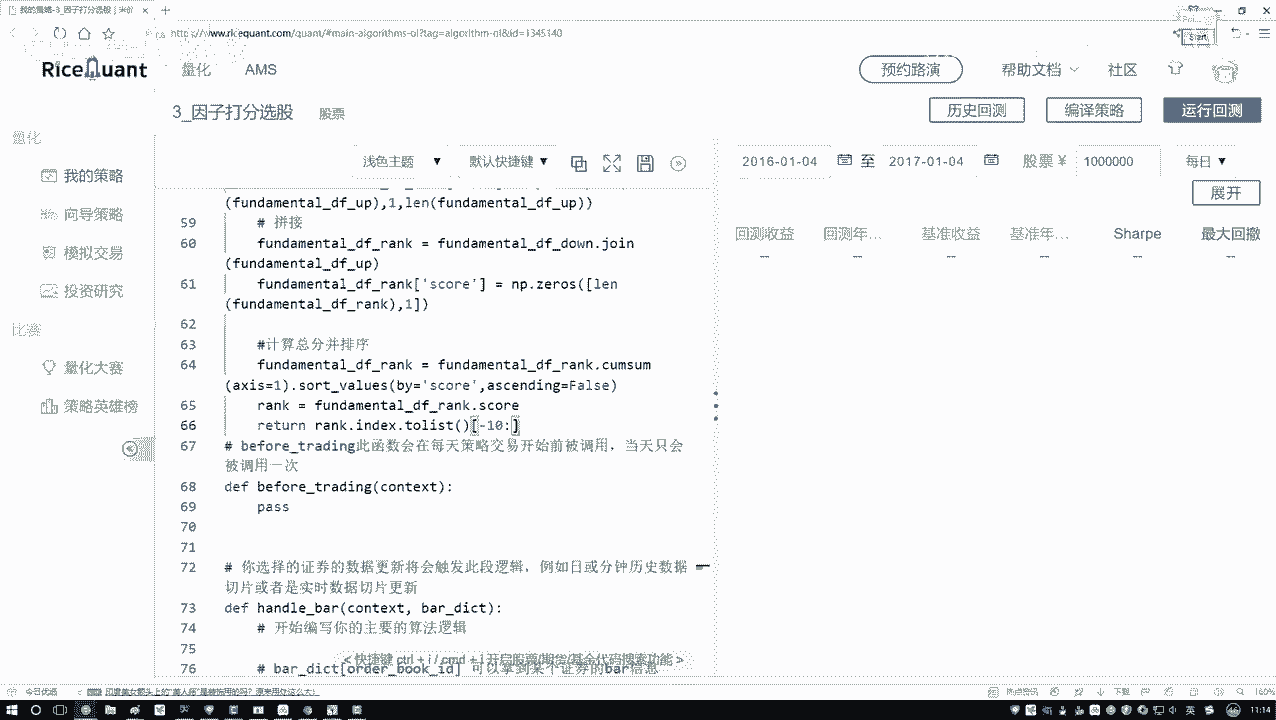 我的策略-3_因子打分选股
www.ricequant.com/quant/#main-algorithms-ol?tag=algorithm-ol&id=1345140
RiceQuant 量化 AMS 预约路演 帮助文档 社区
3_因子打分选股 股票 历史回测 编译策略 运行回测
量化
我的策略
向导策略
模拟交易
投资研究
比赛
量化大赛
策略英雄榜
浅色主题 默认快捷键
2016-01-04 至 2017-01-04 股票 ¥ 1000000 每日
展开
回测收益 回测年... 基准收益 基准年... Sharpe 最大回撤
-- -- -- -- -- --
(fundamental_df_up),1,len(fundamental_df_up))
59 # 拼接
60 fundamental_df_rank = fundamental_df_down.join
(fundamental_df_up)
61 fundamental_df_rank['score'] = np.zeros([len
(fundamental_df_rank),1])
62
63 #计算总分并排序
64 fundamental_df_rank = fundamental_df_rank.cumsum
(axis=1).sort_values(by='score',ascending=False)
65 rank = fundamental_df_rank.score
66 return rank.index.tolist()[-10:]
67 # before_trading此函数会在每天策略交易开始前被调用，当天只会
被调用一次
68 def before_trading(context):
69 pass
70
71
72 # 你选择的证券的数据更新将会触发此段逻辑，例如日或分钟历史数据
切片或者是实时数据切片更新
73 def handle_bar(context, bar_dict):
74 # 开始编写你的主要的算法逻辑
75
76 # bar_dict[order_book_id] 可以拿到某个证券的bar信息
< 快捷键 ctrl + i / cmd + i 开启股票/期货/基金代码搜索功能 >
今日优选
下载 160%
英 11:14